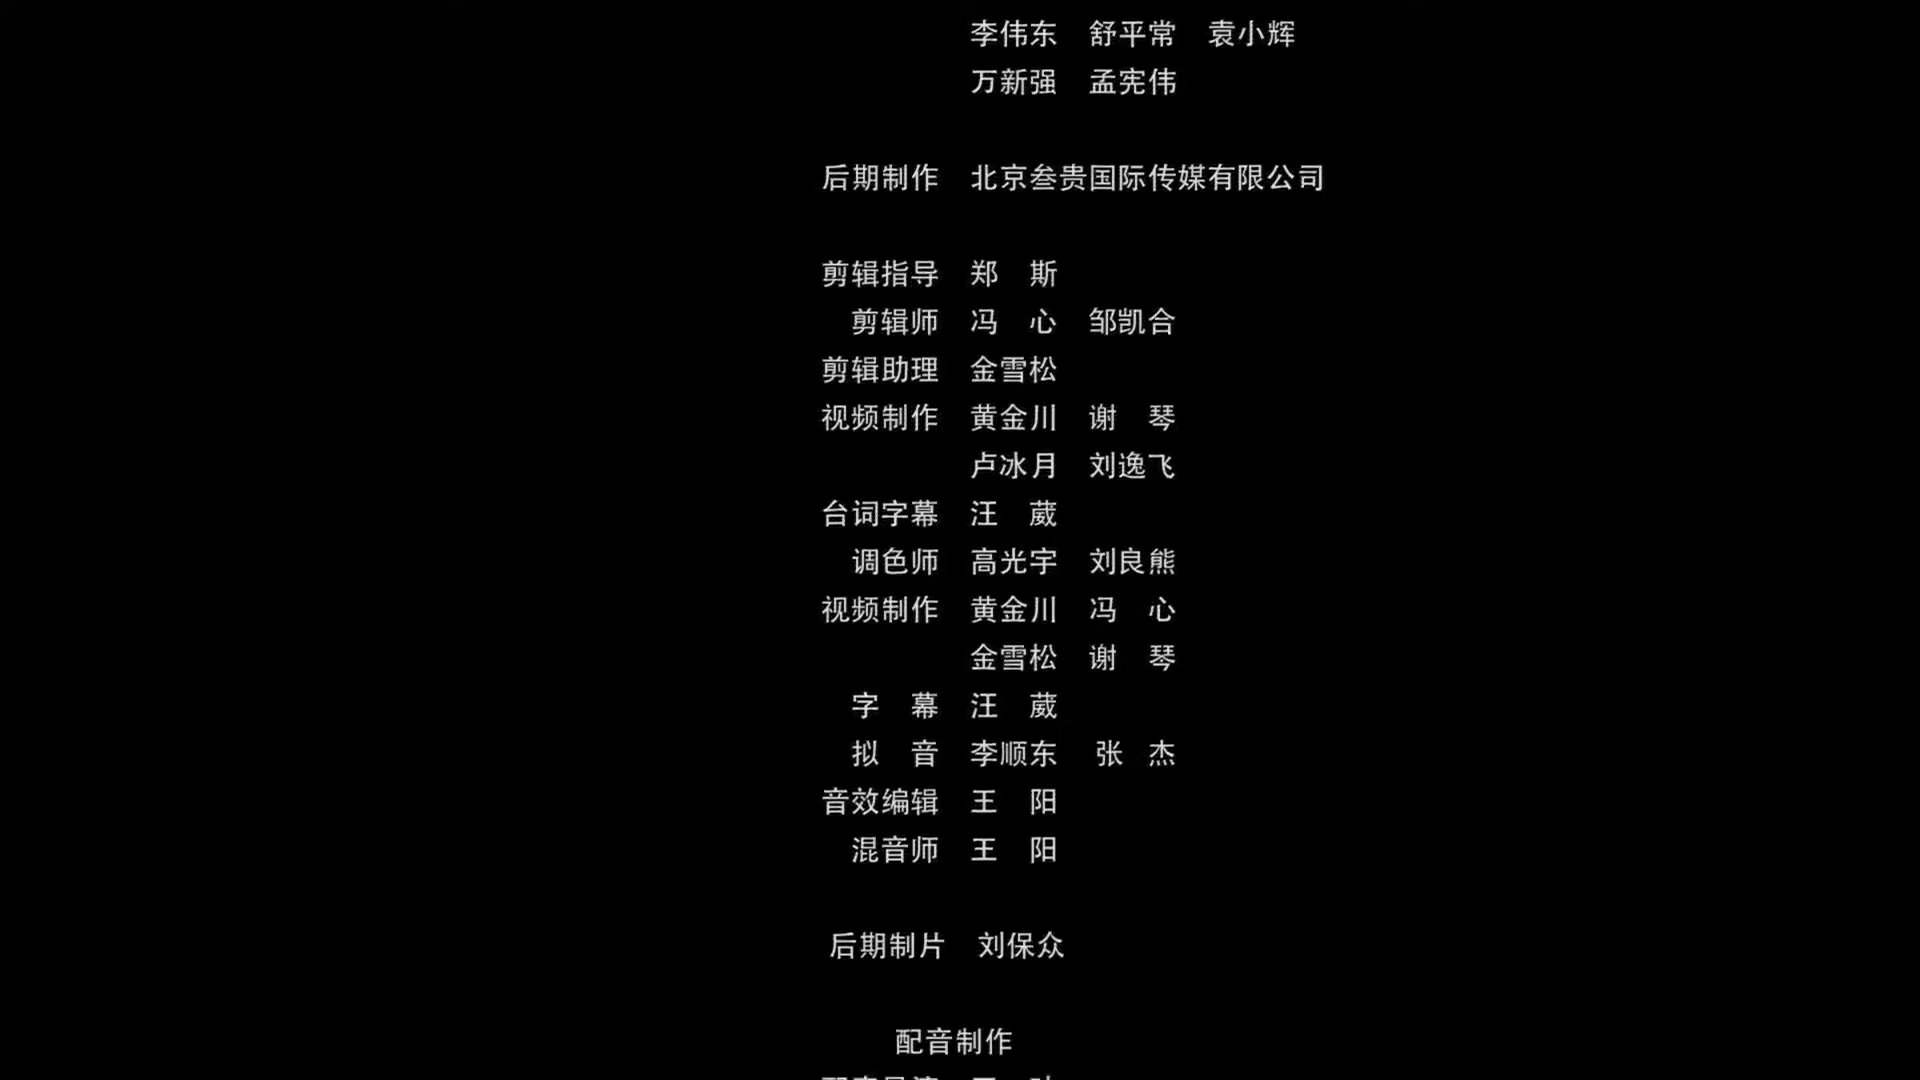 李伟东　舒平常　袁小辉
万新强　孟宪伟
后期制作　北京叁贵国际传媒有限公司
剪辑指导　郑　斯
剪辑师　冯　心　邹凯合
剪辑助理　金雪松
视频制作　黄金川　谢　琴
卢冰月　刘逸飞
台词字幕　汪　葳
调色师　高光宇　刘良熊
视频制作　黄金川　冯　心
金雪松　谢　琴
字　幕　汪　葳
拟　音　李顺东　张　杰
音效编辑　王　阳
混音师　王　阳
后期制片　刘保众
配音制作